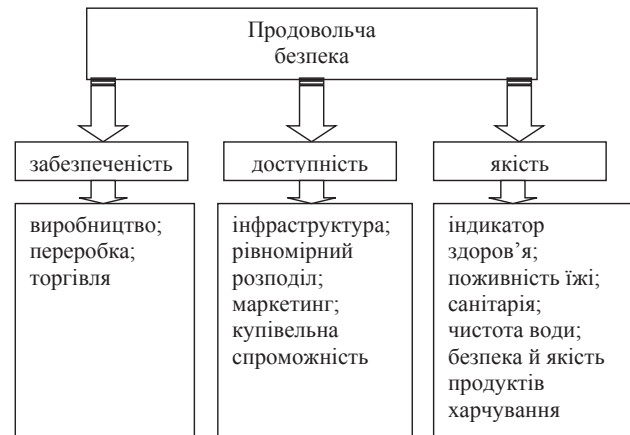 Продовольча
безпека
забезпеченість
доступність
якість
виробництво;
переробка;
торгівля
інфраструктура;
рівномірний
розподіл;
маркетинг;
купівельна
спроможність
індикатор
здоров’я;
поживність їжі;
санітарія;
чистота води;
безпека й якість
продуктів
харчування